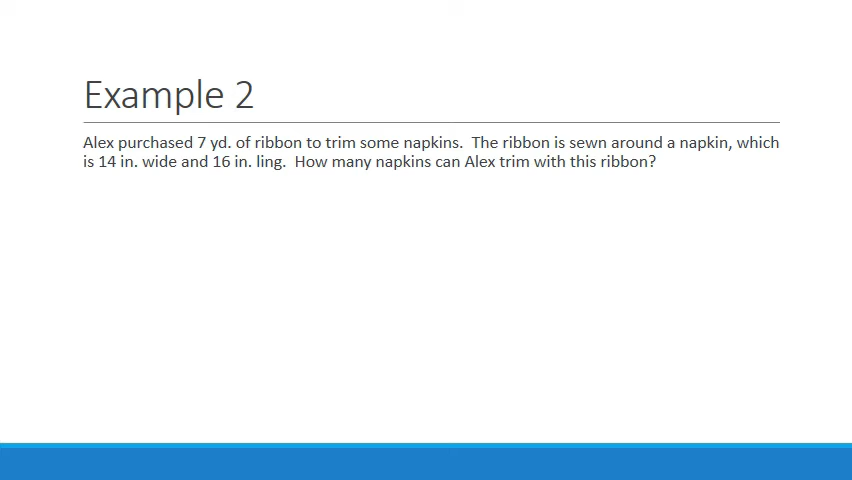 Example 2
Alex purchased 7 yd. of ribbon to trim some napkins.  The ribbon is sewn around a napkin, which
is 14 in. wide and 16 in. ling.  How many napkins can Alex trim with this ribbon?